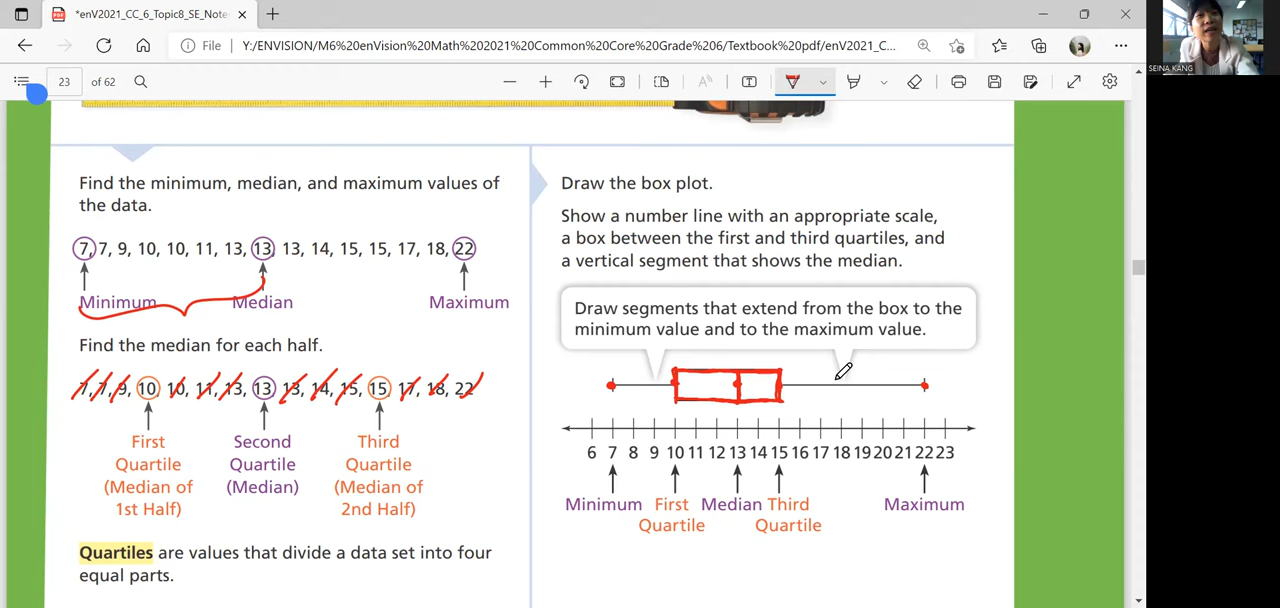 *enV2021_CC_6_Topic8_SE_Note
File
Y:/ENVISION/M6%20enVision%20Math%202021%20Common%20Core%20Grade%206/Textbook%20pdf/enV2021_C...
SEINA KANG
23 of 62
Find the minimum, median, and maximum values of
the data.
7, 7, 9, 10, 10, 11, 13, 13, 13, 14, 15, 15, 17, 18, 22
Minimum Median Maximum
Find the median for each half.
7, 7, 9, 10, 10, 11, 13, 13, 13, 14, 15, 15, 17, 18, 22
First
Quartile
(Median of
1st Half)
Second
Quartile
(Median)
Third
Quartile
(Median of
2nd Half)
Quartiles are values that divide a data set into four
equal parts.
Draw the box plot.
Show a number line with an appropriate scale,
a box between the first and third quartiles, and
a vertical segment that shows the median.
Draw segments that extend from the box to the
minimum value and to the maximum value.
6 7 8 9 10 11 12 13 14 15 16 17 18 19 20 21 22 23
Minimum
First
Quartile
Median
Third
Quartile
Maximum